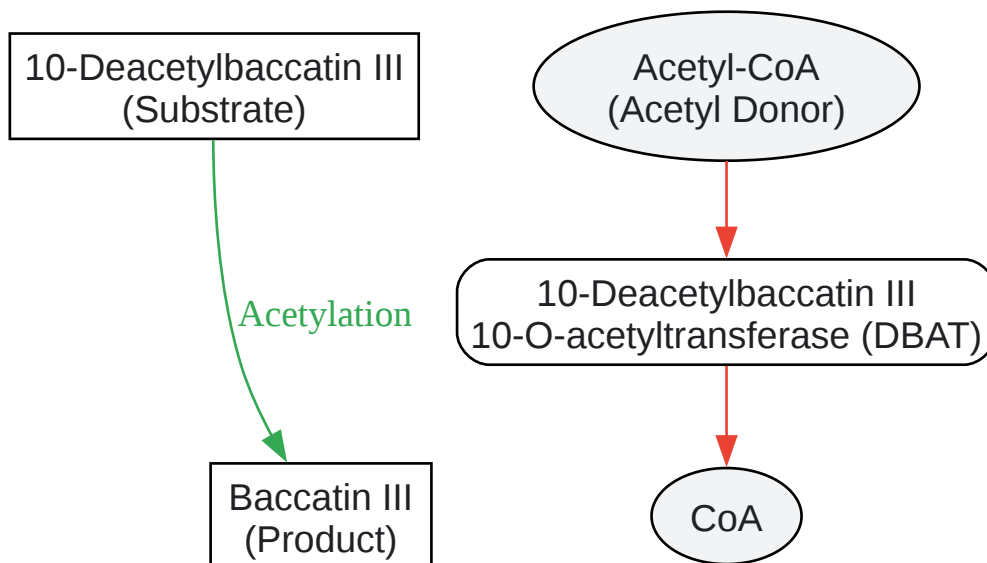 10-Deacetylbaccatin III
(Substrate)
Acetyl-CoA
(Acetyl Donor)
Acetylation
10-Deacetylbaccatin III
10-O-acetyltransferase (DBAT)
Baccatin III
(Product)
CoA